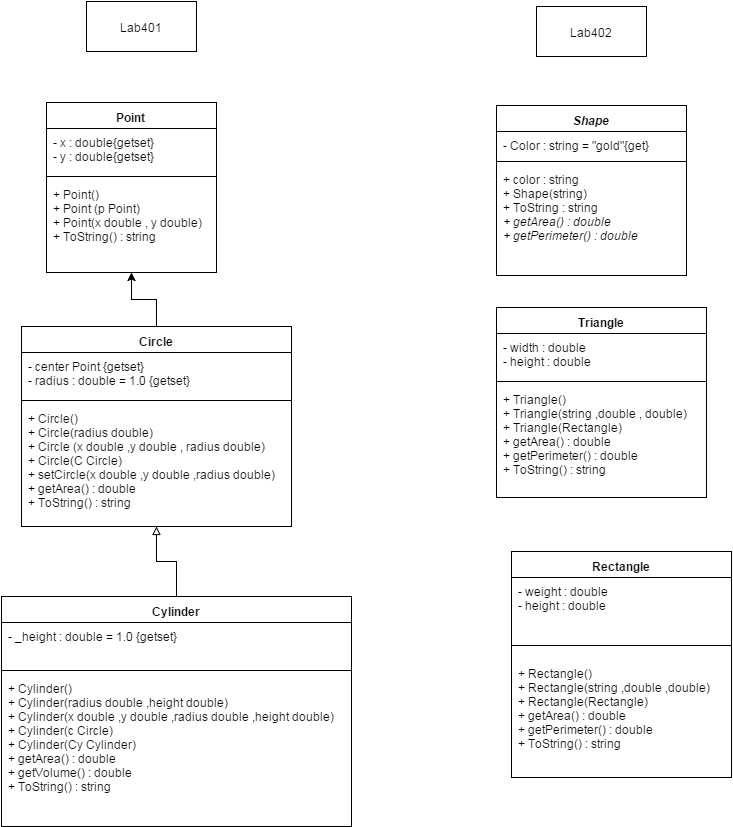 Lab401
Point
- x : double{getset}
- y : double{getset}
+ Point()
+ Point (p Point)
+ Point(x double , y double)
+ ToString() : string
Circle
- center Point {getset}
- radius : double = 1.0 {getset}
+ Circle()
+ Circle(radius double)
+ Circle (x double ,y double , radius double)
+ Circle(C Circle)
+ setCircle(x double ,y double ,radius double)
+ getArea() : double
+ ToString() : string
Cylinder
- _height : double = 1.0 {getset}
+ Cylinder()
+ Cylinder(radius double ,height double)
+ Cylinder(x double ,y double ,radius double ,height double)
+ Cylinder(c Circle)
+ Cylinder(Cy Cylinder)
+ getArea() : double
+ getVolume() : double
+ ToString() : string
Lab402
Shape
- Color : string = "gold"{get}
+ color : string
+ Shape(string)
+ ToString : string
+ getArea() : double
+ getPerimeter() : double
Triangle
- width : double
- height : double
+ Triangle()
+ Triangle(string ,double , double)
+ Triangle(Rectangle)
+ getArea() : double
+ getPerimeter() : double
+ ToString() : string
Rectangle
- weight : double
- height : double
+ Rectangle()
+ Rectangle(string ,double ,double)
+ Rectangle(Rectangle)
+ getArea() : double
+ getPerimeter() : double
+ ToString() : string